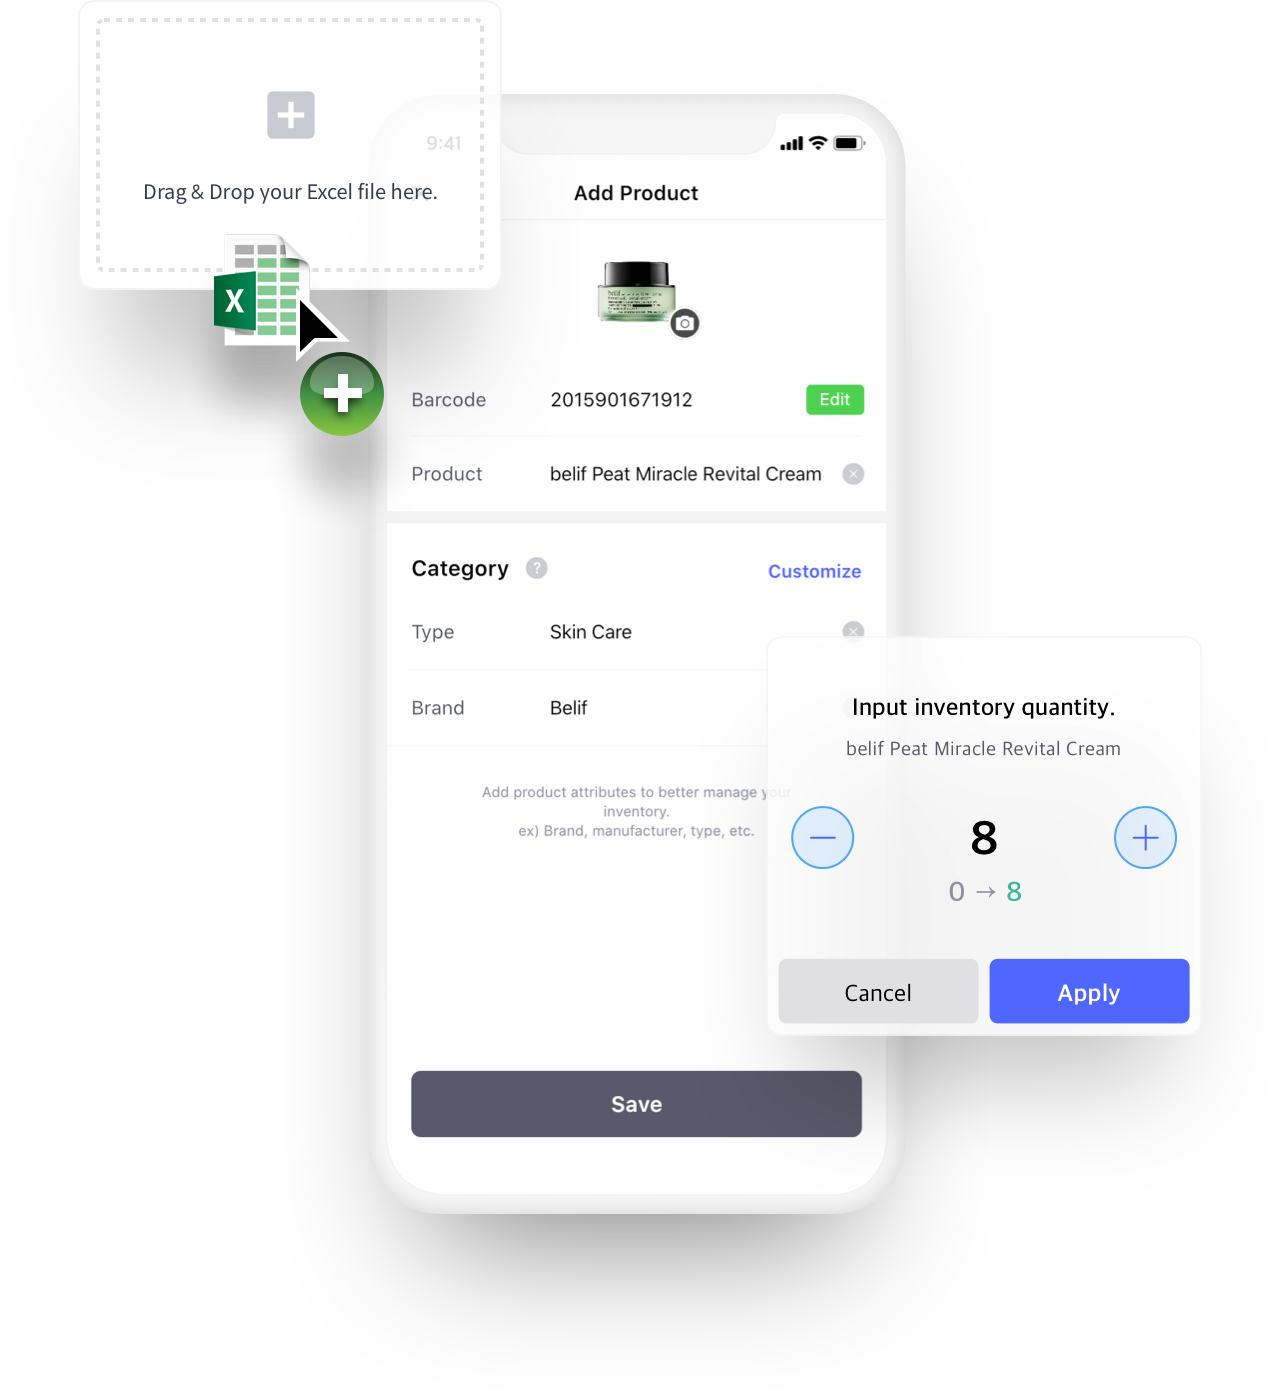 9:41
Drag & Drop your Excel file here.
X
Add Product
belif
Barcode
2015901671912
Edit
Product
belif Peat Miracle Revital Cream
Category
?
Customize
Type
Skin Care
Brand
Belif
Add product attributes to better manage your
inventory.
ex) Brand, manufacturer, type, etc.
Input inventory quantity.
belif Peat Miracle Revital Cream
8
0 → 8
Cancel
Apply
Save